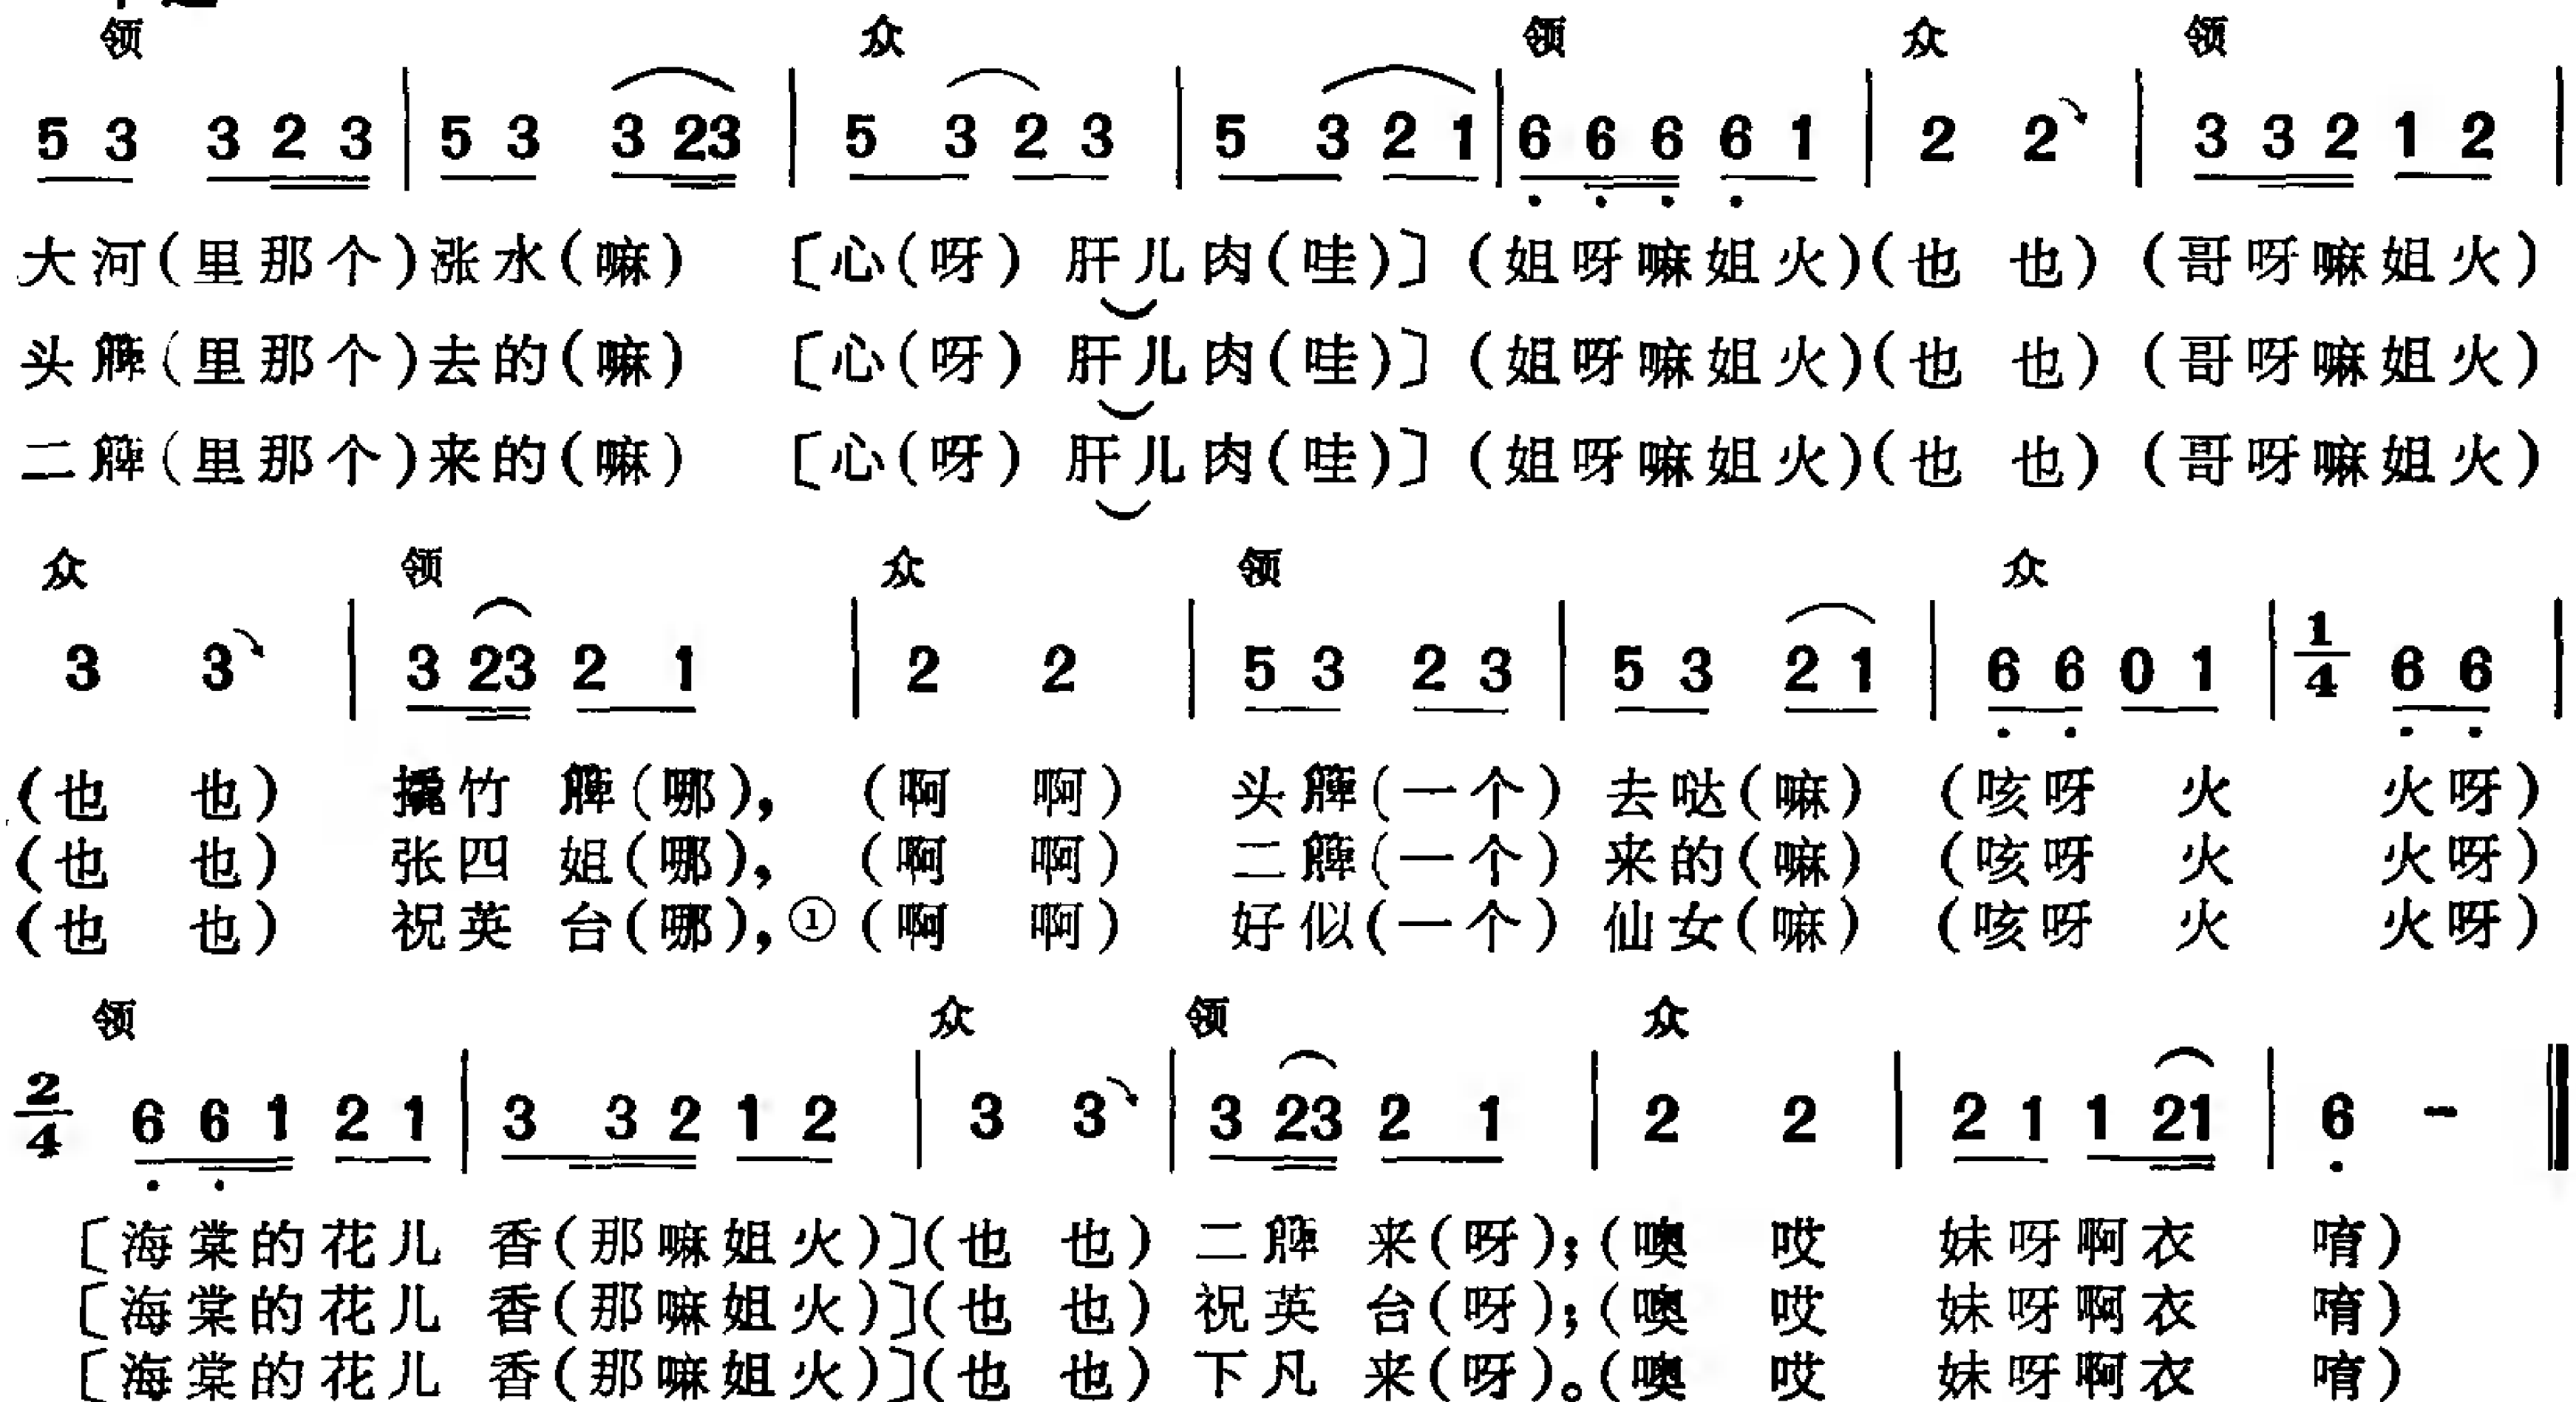 领 众 领 众 领
5 3 3 2 3 | 5 3 3 23 | 5 3 2 3 | 5 3 2 1 | 6 6 6 6 1 | 2 2 | 3 3 2 1 2 |
大河(里那个)涨水(嘛) 〔心(呀)肝儿肉(哇)〕(姐呀嘛姐火)(也 也)(哥呀嘛姐火)
头簰(里那个)去的(嘛) 〔心(呀)肝儿肉(哇)〕(姐呀嘛姐火)(也 也)(哥呀嘛姐火)
二簰(里那个)来的(嘛) 〔心(呀)肝儿肉(哇)〕(姐呀嘛姐火)(也 也)(哥呀嘛姐火)
众 领 众 领 众
3 3 | 3 23 2 1 | 2 2 | 5 3 2 3 | 5 3 2 1 | 6 6 0 1 | 1/4 6 6 |
(也 也) 撬竹 簰(哪), (啊 啊) 头簰(一个) 去哒(嘛) (咳呀 火 火呀)
(也 也) 张四 姐(哪), (啊 啊) 二簰(一个) 来的(嘛) (咳呀 火 火呀)
(也 也) 祝英 台(哪),① (啊 啊) 好似(一个) 仙女(嘛) (咳呀 火 火呀)
领 众 领 众
2/4 6 6 1 2 1 | 3 3 2 1 2 | 3 3 | 3 23 2 1 | 2 2 | 2 1 1 21 | 6 - ‖
〔海棠的花儿 香(那嘛姐火)〕(也 也) 二簰 来(呀);(噢 哎 妹呀啊衣 唷)
〔海棠的花儿 香(那嘛姐火)〕(也 也) 祝英 台(呀);(噢 哎 妹呀啊衣 唷)
〔海棠的花儿 香(那嘛姐火)〕(也 也) 下凡 来(呀)。(噢 哎 妹呀啊衣 唷)